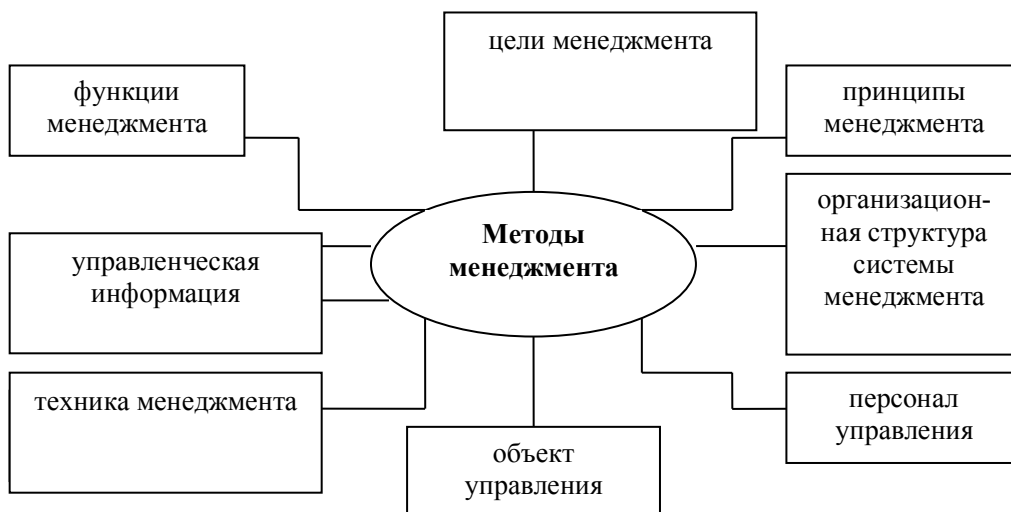 цели менеджмента
функции
менеджмента
принципы
менеджмента
организацион-
ная структура
системы
менеджмента
Методы
менеджмента
управленческая
информация
техника менеджмента
персонал
управления
объект
управления